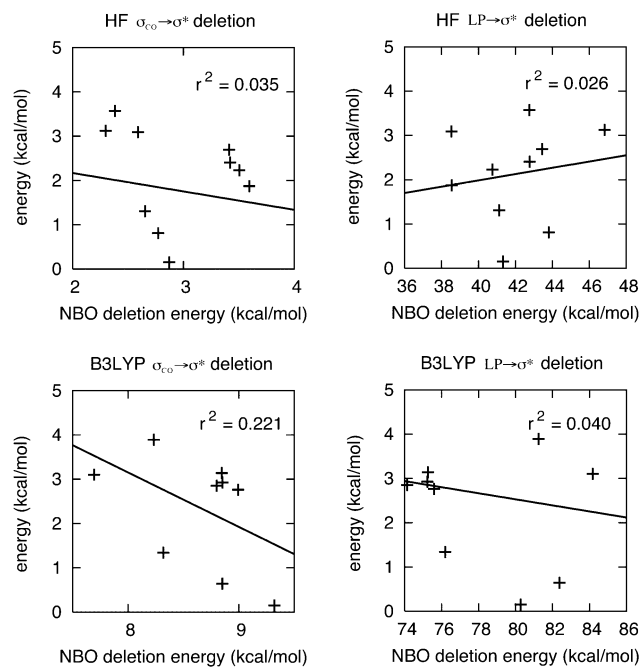 HF σCO→σ* deletion
r² = 0.035
energy (kcal/mol)
5
4
3
2
1
0
2 3 4
NBO deletion energy (kcal/mol)
HF LP→σ* deletion
r² = 0.026
energy (kcal/mol)
5
4
3
2
1
0
36 38 40 42 44 46 48
NBO deletion energy (kcal/mol)
B3LYP σCO→σ* deletion
r² = 0.221
energy (kcal/mol)
5
4
3
2
1
0
8 9
NBO deletion energy (kcal/mol)
B3LYP LP→σ* deletion
r² = 0.040
energy (kcal/mol)
5
4
3
2
1
0
74 76 78 80 82 84 86
NBO deletion energy (kcal/mol)